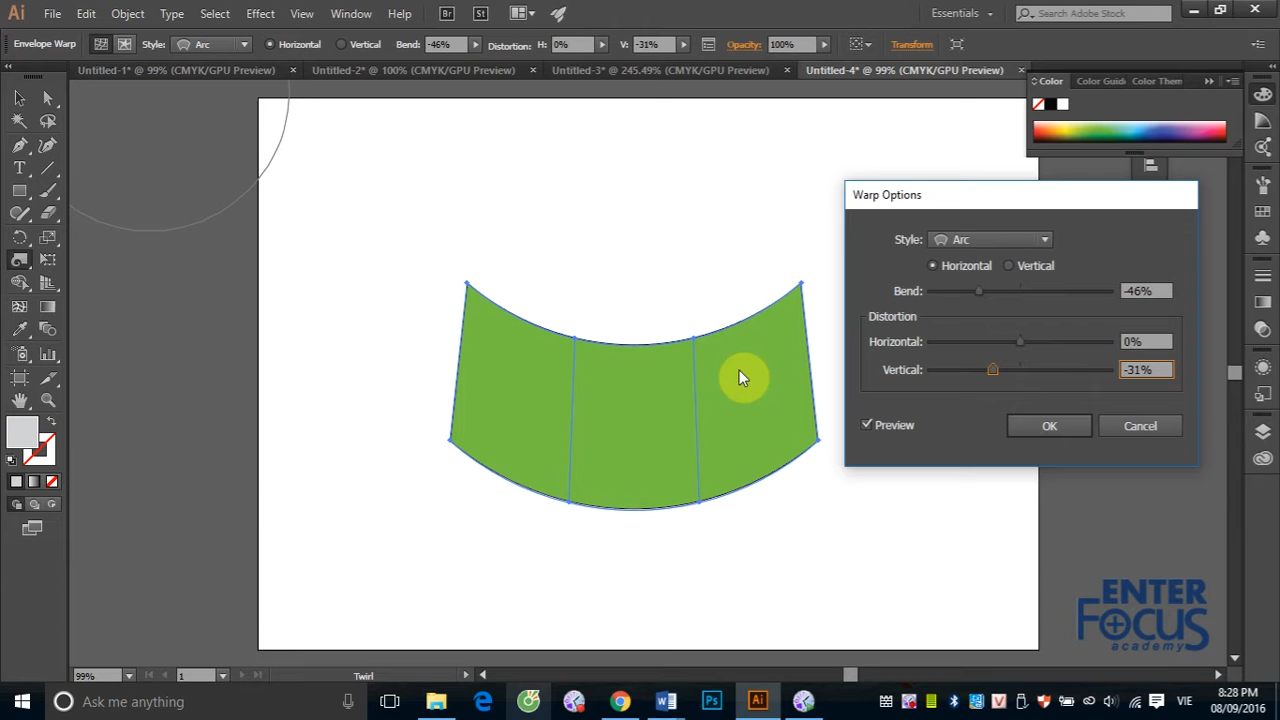 Ai File Edit Object Type Select Effect View Window Help Br St Essentials Search Adobe Stock
Envelope Warp Style: Arc Horizontal Vertical Bend: -46% Distortion: H: 0% V: -31% Opacity: 100% Transform
Untitled-1* @ 99% (CMYK/GPU Preview) × Untitled-2* @ 100% (CMYK/GPU Preview) × Untitled-3* @ 245.49% (CMYK/GPU Preview) × Untitled-4* @ 99% (CMYK/GPU Preview) ×
Color Color Guide Color Them
Warp Options
Style: Arc
Horizontal Vertical
Bend: -46%
Distortion
Horizontal: 0%
Vertical: -31%
Preview OK Cancel
ENTER
FOCUS
academy
99% 1 Twirl
Ask me anything Ps Ai VIE 8:28 PM
08/09/2016